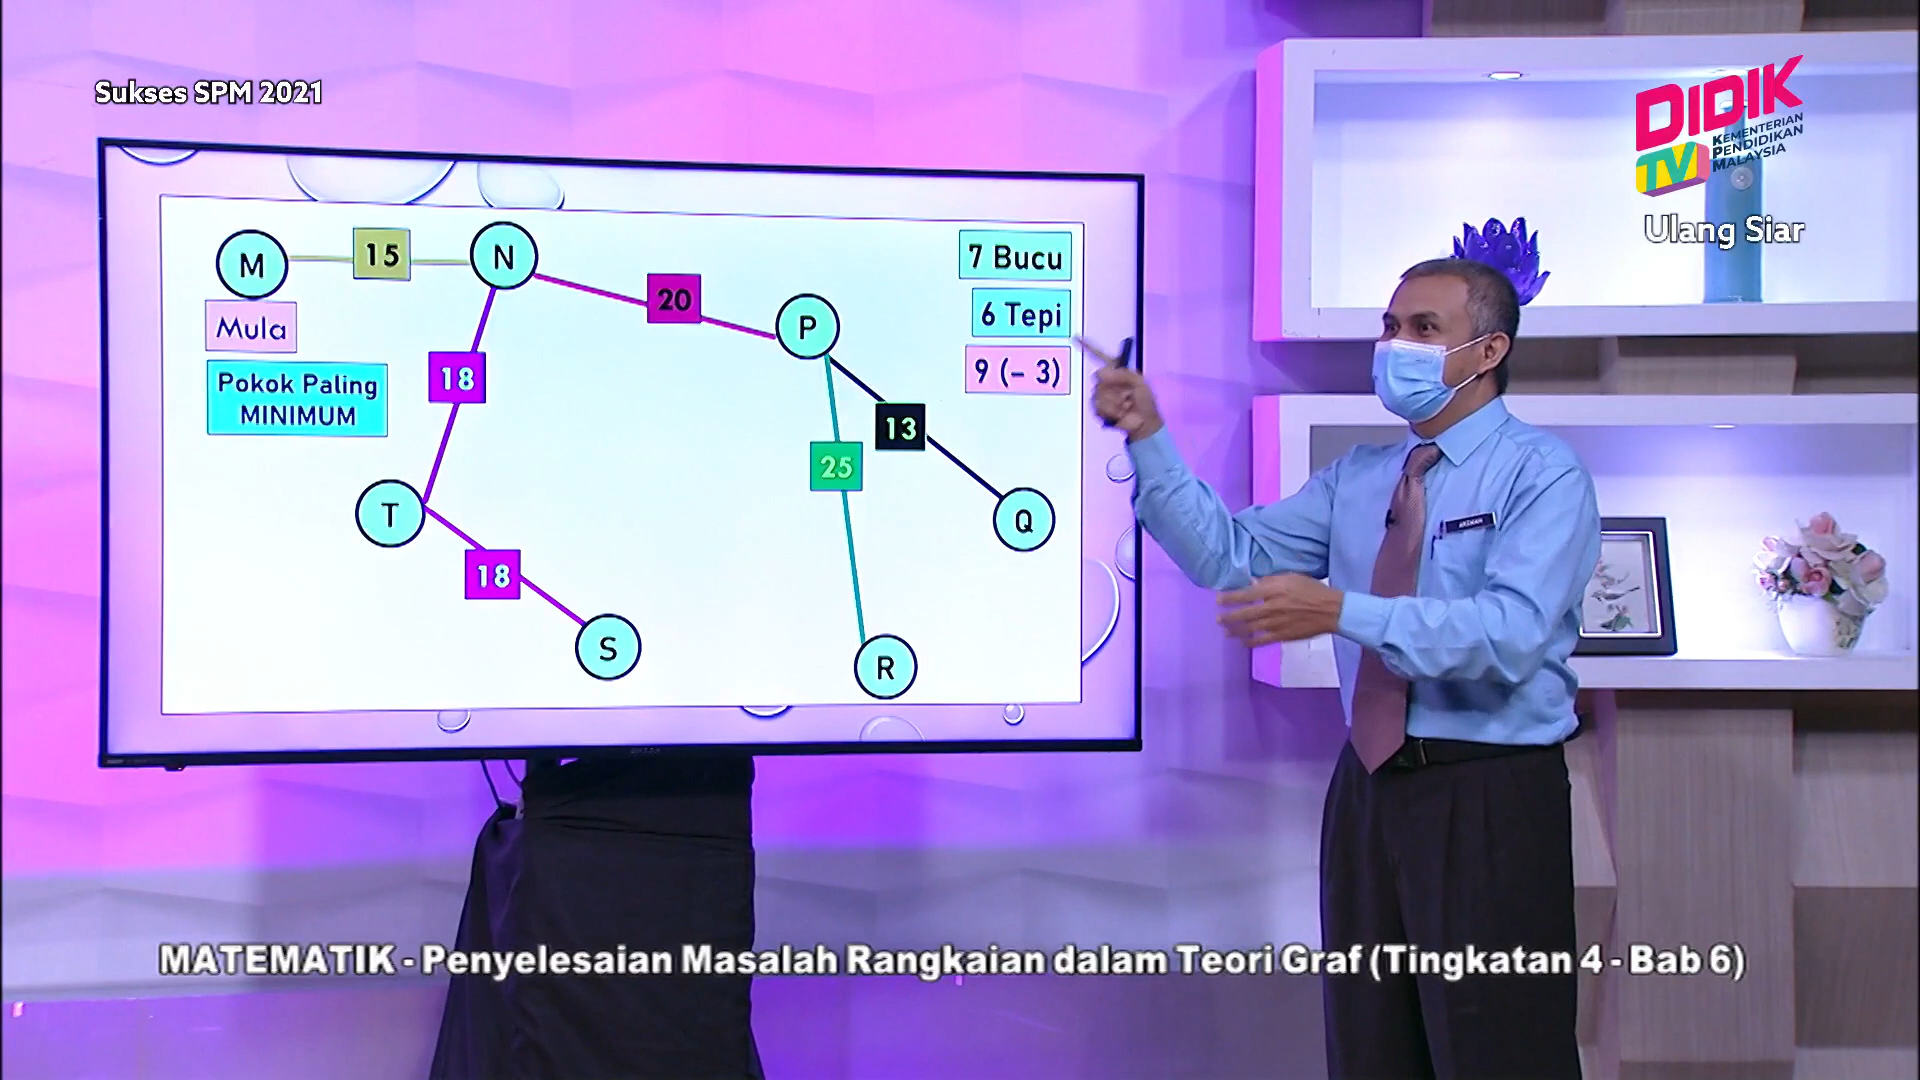 Sukses SPM 2021
DIDIK
TV
KEMENTERIAN
PENDIDIKAN
MALAYSIA
Ulang Siar
M
15
N
20
P
7 Bucu
6 Tepi
9 (– 3)
Mula
Pokok Paling
MINIMUM
18
13
25
T
Q
18
S
R
MATEMATIK - Penyelesaian Masalah Rangkaian dalam Teori Graf (Tingkatan 4 - Bab 6)